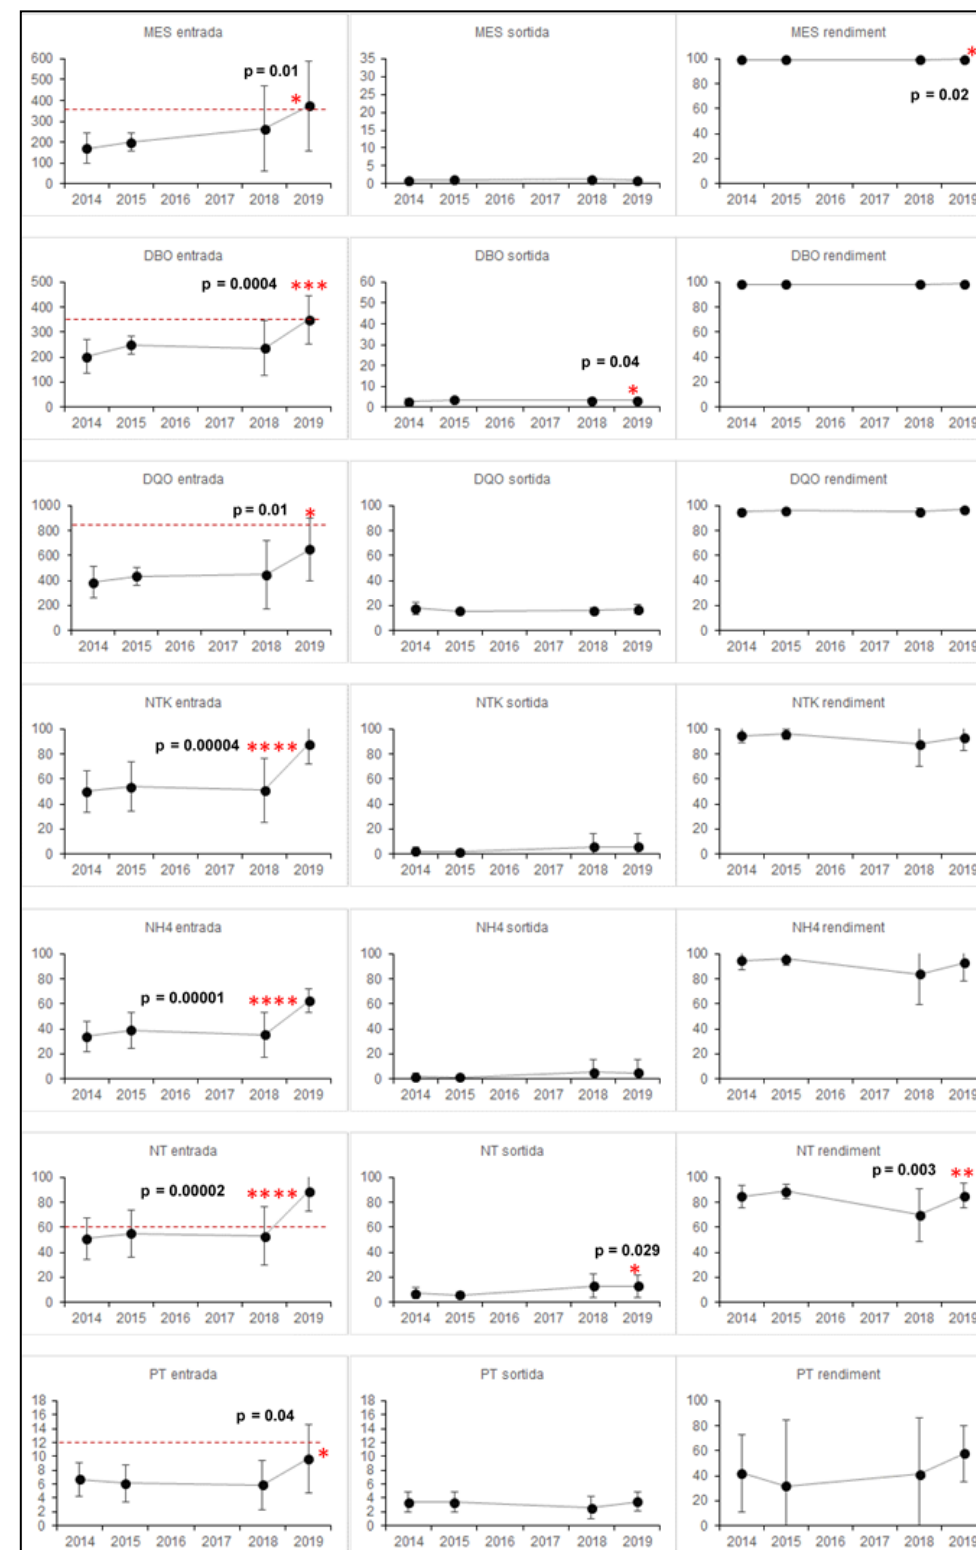 MES entrada MES sortida MES rendiment
600 500 400 300 200 100 0
p = 0.01 *
2014 2015 2016 2017 2018 2019
35 30 25 20 15 10 5 0
2014 2015 2016 2017 2018 2019
100 80 60 40 20 0
* p = 0.02
2014 2015 2016 2017 2018 2019
DBO entrada DBO sortida DBO rendiment
500 400 300 200 100 0
p = 0.0004 ***
2014 2015 2016 2017 2018 2019
60 50 40 30 20 10 0
p = 0.04 *
2014 2015 2016 2017 2018 2019
100 80 60 40 20 0
2014 2015 2016 2017 2018 2019
DQO entrada DQO sortida DQO rendiment
1000 800 600 400 200 0
p = 0.01 *
2014 2015 2016 2017 2018 2019
100 80 60 40 20 0
2014 2015 2016 2017 2018 2019
100 80 60 40 20 0
2014 2015 2016 2017 2018 2019
NTK entrada NTK sortida NTK rendiment
100 80 60 40 20 0
p = 0.00004 ****
2014 2015 2016 2017 2018 2019
100 80 60 40 20 0
2014 2015 2016 2017 2018 2019
100 80 60 40 20 0
2014 2015 2016 2017 2018 2019
NH4 entrada NH4 sortida NH4 rendiment
100 80 60 40 20 0
p = 0.00001 ****
2014 2015 2016 2017 2018 2019
100 80 60 40 20 0
2014 2015 2016 2017 2018 2019
100 80 60 40 20 0
2014 2015 2016 2017 2018 2019
NT entrada NT sortida NT rendiment
100 80 60 40 20 0
p = 0.00002 ****
2014 2015 2016 2017 2018 2019
100 80 60 40 20 0
p = 0.029 *
2014 2015 2016 2017 2018 2019
100 80 60 40 20 0
p = 0.003 **
2014 2015 2016 2017 2018 2019
PT entrada PT sortida PT rendiment
18 16 14 12 10 8 6 4 2 0
p = 0.04 *
2014 2015 2016 2017 2018 2019
18 16 14 12 10 8 6 4 2 0
2014 2015 2016 2017 2018 2019
100 80 60 40 20 0
2014 2015 2016 2017 2018 2019